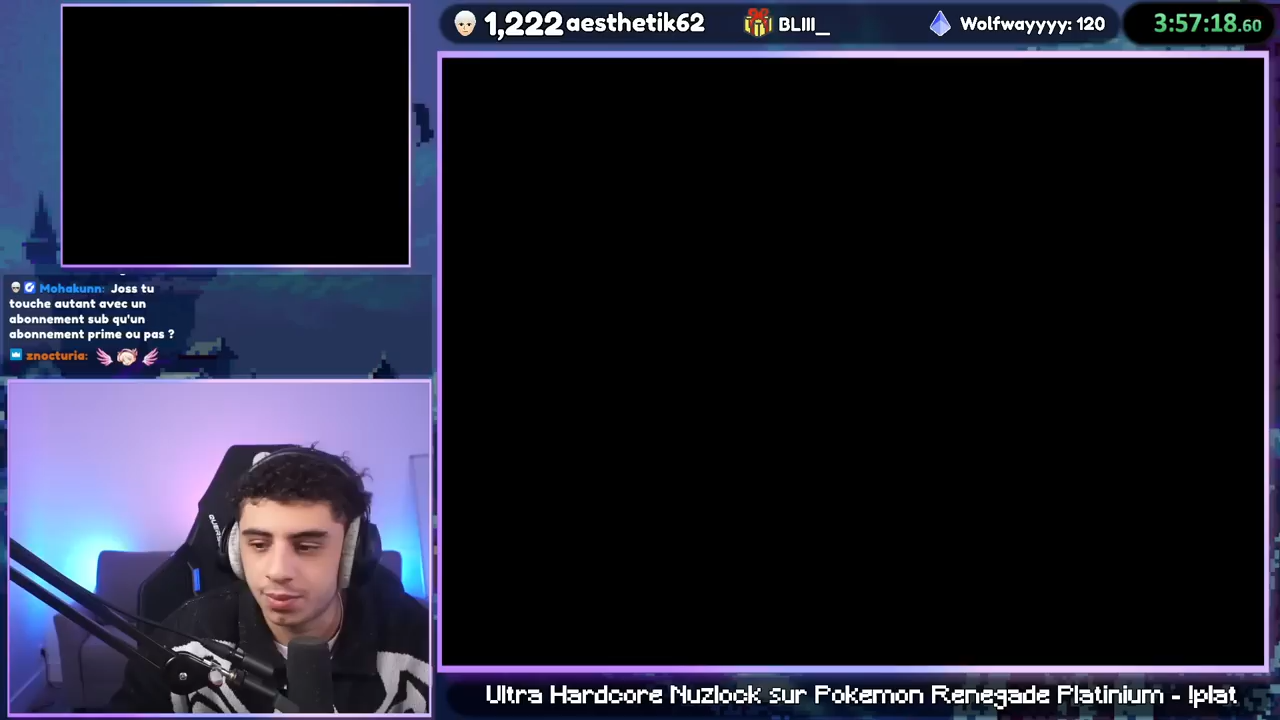 1,222 aesthetik62
BLIII_
Wolfwayyyy: 120
3:57:18.60
Mohakunn: Joss tu
touche autant avec un
abonnement sub qu'un
abonnement prime ou pas ?
znocturia:
Ultra Hardcore Nuzlock sur Pokemon Renegade Platinium - !plat